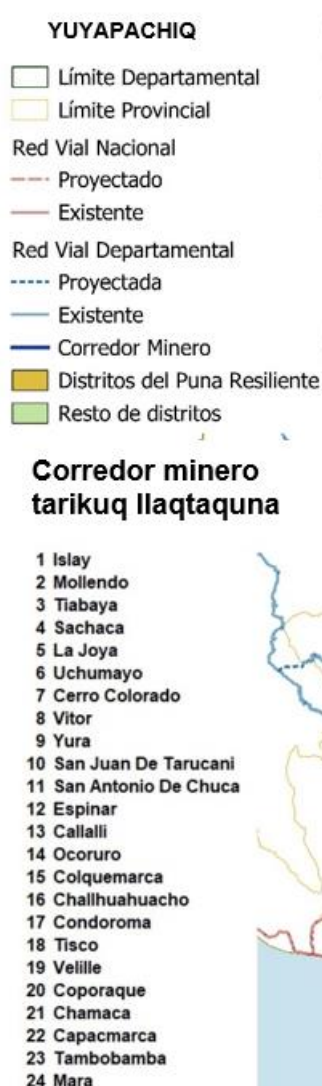 YUYAPACHIQ
Límite Departamental
Límite Provincial
Red Vial Nacional
Proyectado
Existente
Red Vial Departamental
Proyectada
Existente
Corredor Minero
Distritos del Puna Resiliente
Resto de distritos
Corredor minero
tarikuq llaqtaquna
1 Islay
2 Mollendo
3 Tiabaya
4 Sachaca
5 La Joya
6 Uchumayo
7 Cerro Colorado
8 Vitor
9 Yura
10 San Juan De Tarucani
11 San Antonio De Chuca
12 Espinar
13 Callalli
14 Ocoruro
15 Colquemarca
16 Challhuahuacho
17 Condoroma
18 Tisco
19 Velille
20 Coporaque
21 Chamaca
22 Capacmarca
23 Tambobamba
24 Mara